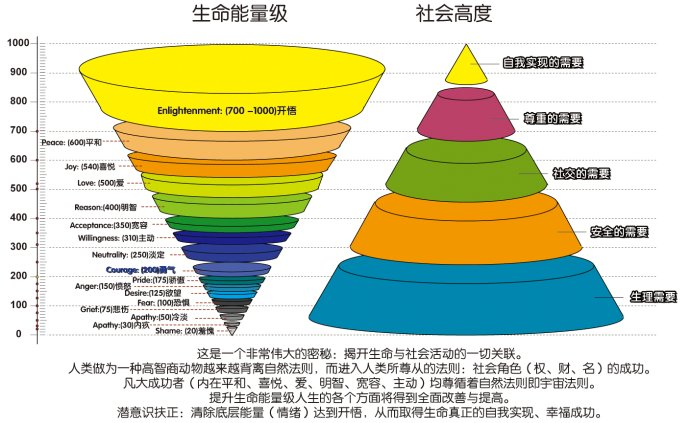 生命能量级
社会高度
1000
900
800
700
600
500
400
300
200
100
0
Enlightenment: (700 -1000)开悟
Peace: (600)平和
Joy: (540)喜悦
Love: (500)爱
Reason:(400)明智
Acceptance:(350)宽容
Willingness: (310)主动
Neutrality: (250)淡定
Courage: (200)勇气
Pride:(175)骄傲
Anger:(150)愤怒
Desire:(125)欲望
Fear: (100)恐惧
Grief:(75)悲伤
Apathy:(50)冷淡
Apathy:(30)内疚
Shame: (20)羞愧
自我实现的需要
尊重的需要
社交的需要
安全的需要
生理需要
这是一个非常伟大的密秘：揭开生命与社会活动的一切关联。
人类做为一种高智商动物越来越背离自然法则，而进入人类所尊从的法则：社会角色（权、财、名）的成功。
凡大成功者（内在平和、喜悦、爱、明智、宽容、主动）均尊循着自然法则即宇宙法则。
提升生命能量级人生的各个方面将得到全面改善与提高。
潜意识扶正：清除底层能量（情绪）达到开悟，从而取得生命真正的自我实现、幸福成功。